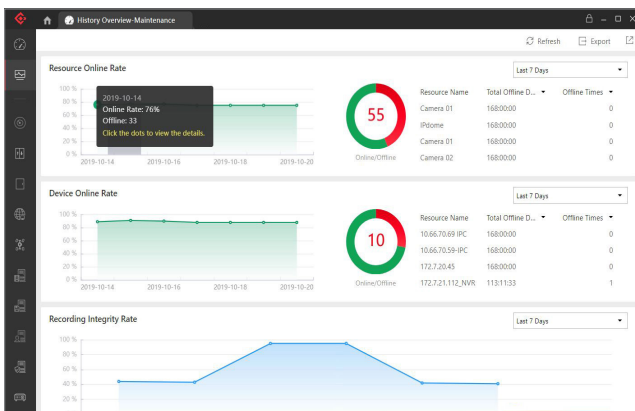 History Overview-Maintenance
Refresh Export
Resource Online Rate
Last 7 Days
100 %
80 %
60 %
40 %
20 %
0 %
2019-10-14
Online Rate: 76%
Offline: 33
Click the dots to view the details.
2019-10-14 2019-10-16 2019-10-18 2019-10-20
55
Online/Offline
Resource Name Total Offline D... Offline Times
Camera 01 168:00:00 0
IPdome 168:00:00 0
Camera 01 168:00:00 0
Camera 02 168:00:00 0
Device Online Rate
Last 7 Days
100 %
80 %
60 %
40 %
20 %
0 %
2019-10-14 2019-10-16 2019-10-18 2019-10-20
10
Online/Offline
Resource Name Total Offline D... Offline Times
10.66.70.69 IPC 168:00:00 0
10.66.70.59-IPC 168:00:00 0
172.7.20.45 168:00:00 0
172.7.21.112_NVR 113:11:33 1
Recording Integrity Rate
Last 7 Days
100 %
80 %
60 %
40 %
20 %